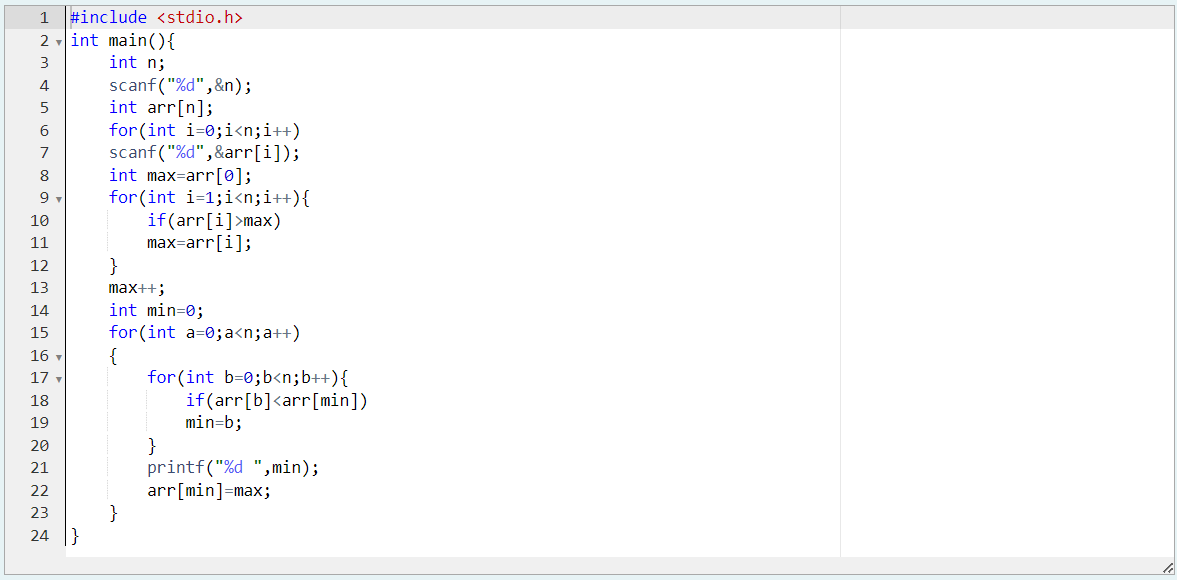 1 #include <stdio.h>
2 int main(){
3     int n;
4     scanf("%d",&n);
5     int arr[n];
6     for(int i=0;i<n;i++)
7     scanf("%d",&arr[i]);
8     int max=arr[0];
9     for(int i=1;i<n;i++){
10         if(arr[i]>max)
11         max=arr[i];
12     }
13     max++;
14     int min=0;
15     for(int a=0;a<n;a++)
16     {
17         for(int b=0;b<n;b++){
18             if(arr[b]<arr[min])
19             min=b;
20         }
21         printf("%d ",min);
22         arr[min]=max;
23     }
24 }